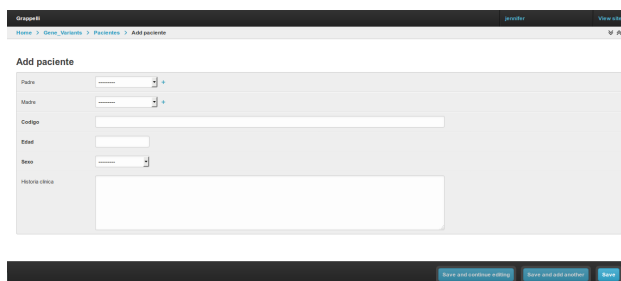 Grappelli jennifer View site
Home > Gene_Variants > Pacientes > Add paciente
Add paciente
Padre --------- +
Madre --------- +
Codigo
Edad
Sexo ---------
Historia clinica
Save and continue editing Save and add another Save